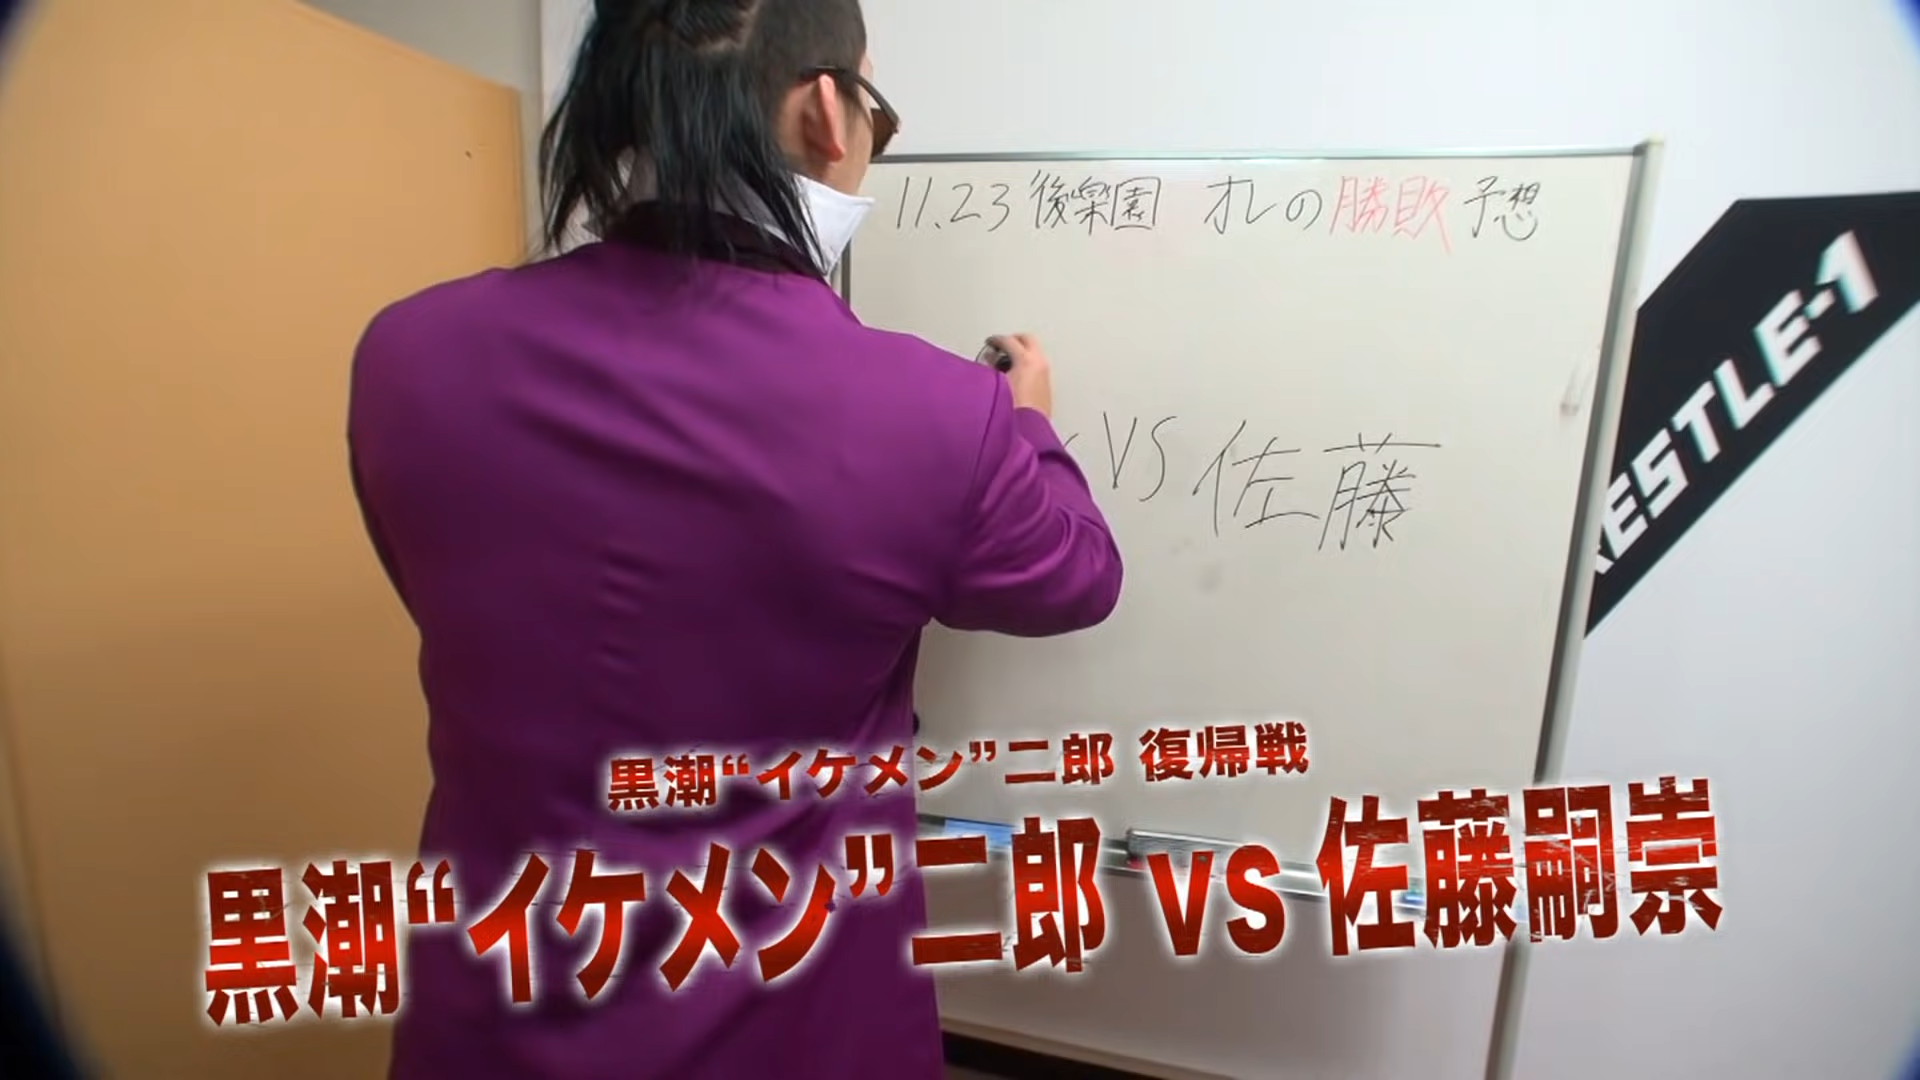 11.23 後楽園 オレの勝敗予想
VS 佐藤
RESTLE-1
黒潮“イケメン”二郎 復帰戦
黒潮“イケメン”二郎 vs 佐藤嗣崇